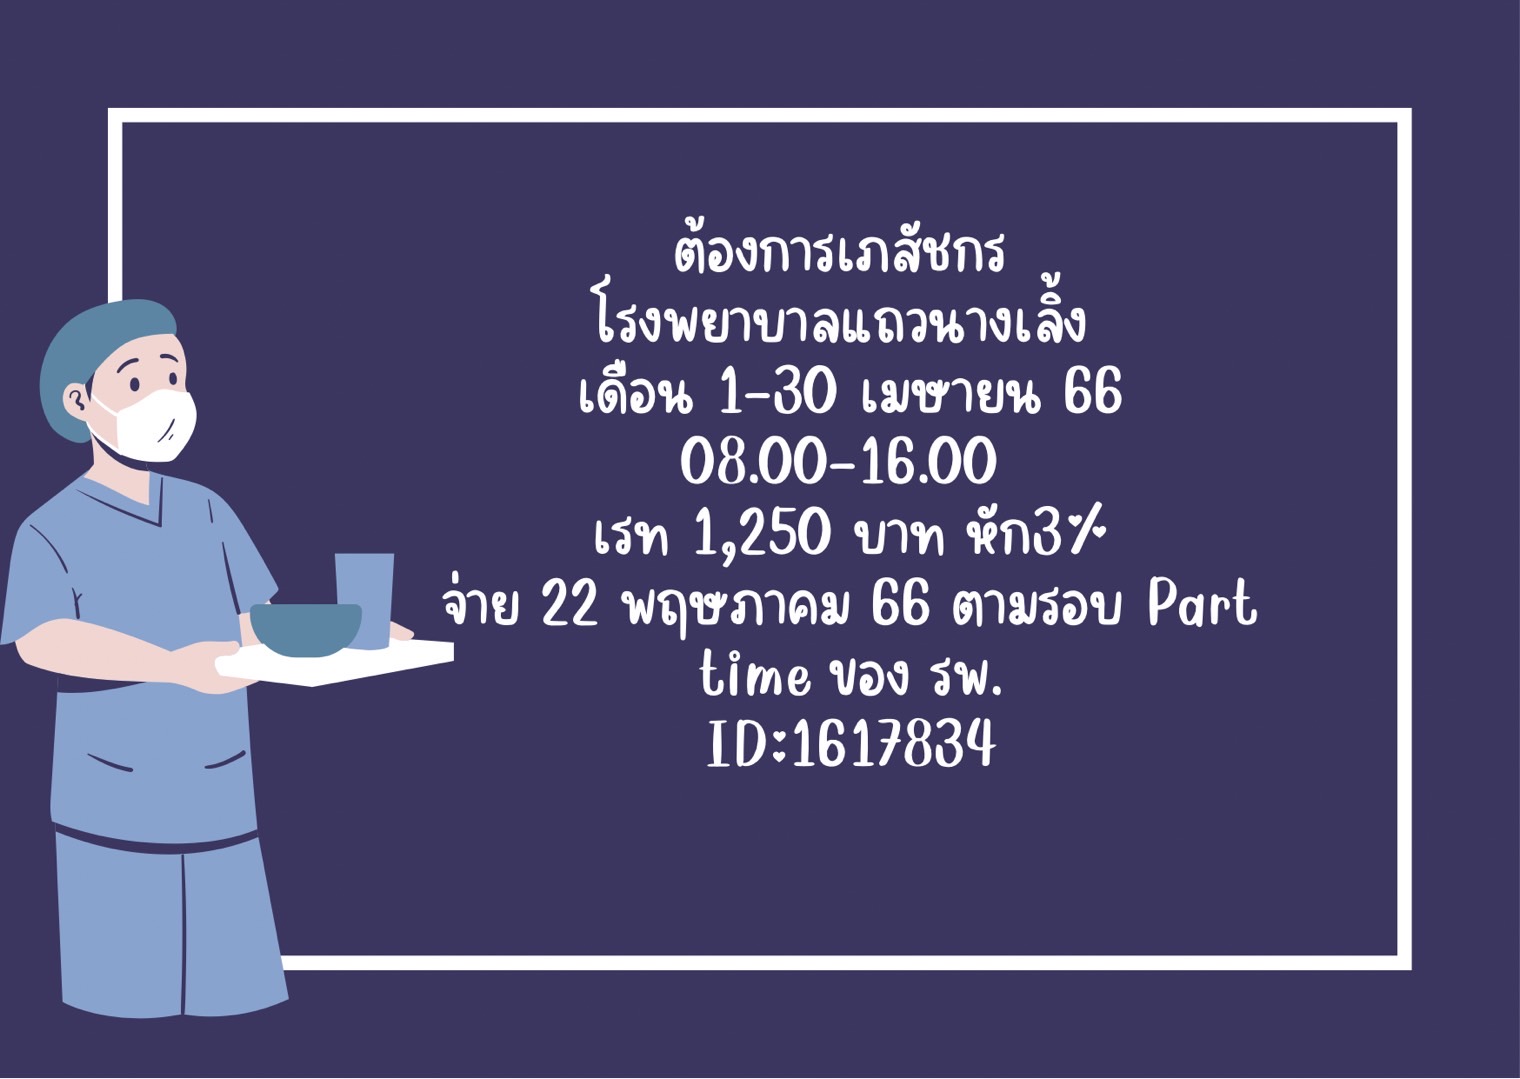 ต้องการเภสัชกร
โรงพยาบาลแถวนางเลิ้ง
เดือน 1-30 เมษายน 66
08.00-16.00
เรท 1,250 บาท หัก3%
จ่าย 22 พฤษภาคม 66 ตามรอบ Part
time ของ รพ.
ID:1617834